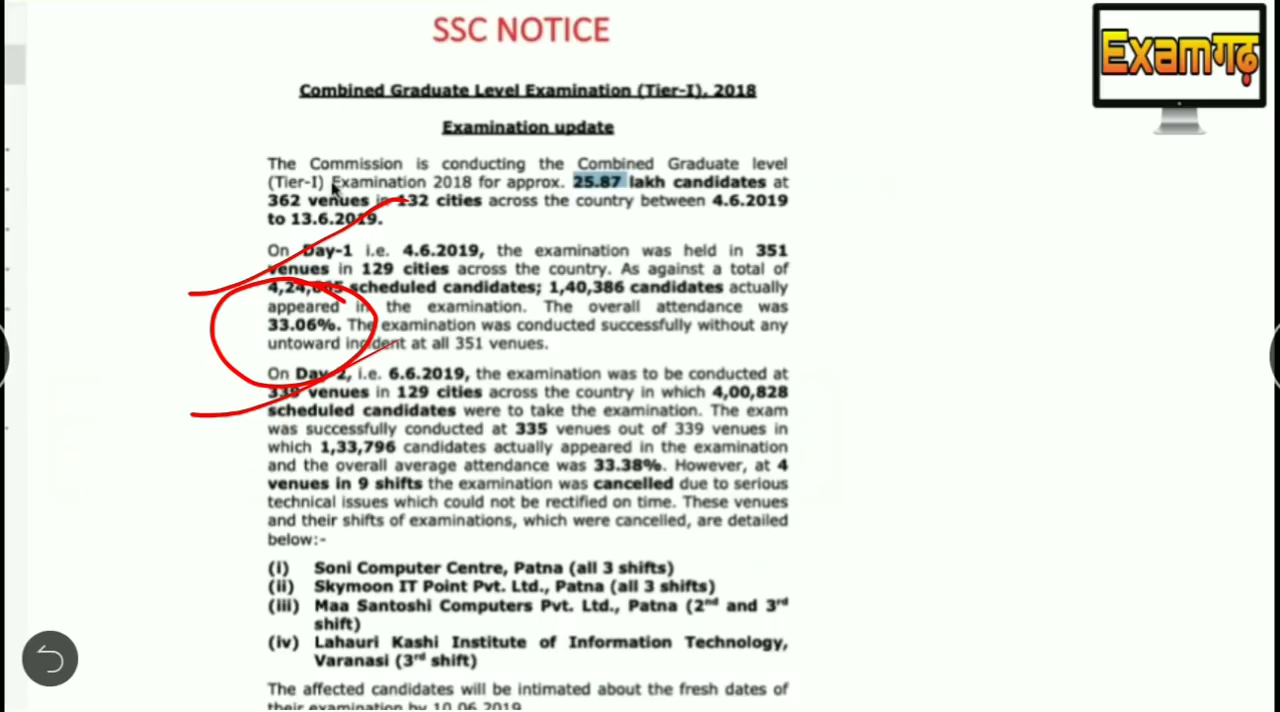 SSC NOTICE
Examगढ़
Combined Graduate Level Examination (Tier-I), 2018
Examination update
The Commission is conducting the Combined Graduate level
(Tier-I) Examination 2018 for approx. 25.87 lakh candidates at
362 venues in 132 cities across the country between 4.6.2019
to 13.6.2019.
On Day-1 i.e. 4.6.2019, the examination was held in 351
venues in 129 cities across the country. As against a total of
scheduled candidates; 1,40,386 candidates actually
appeared in the examination. The overall attendance was
33.06%. The examination was conducted successfully without any
untoward incident at all 351 venues.
On Day-2, i.e. 6.6.2019, the examination was to be conducted at
339 venues in 129 cities across the country in which 4,00,828
scheduled candidates were to take the examination. The exam
was successfully conducted at 335 venues out of 339 venues in
which 1,33,796 candidates actually appeared in the examination
and the overall average attendance was 33.38%. However, at 4
venues in 9 shifts the examination was cancelled due to serious
technical issues which could not be rectified on time. These venues
and their shifts of examinations, which were cancelled, are detailed
below:-
(i) Soni Computer Centre, Patna (all 3 shifts)
(ii) Skymoon IT Point Pvt. Ltd., Patna (all 3 shifts)
(iii) Maa Santoshi Computers Pvt. Ltd., Patna (2nd and 3rd
shift)
(iv) Lahauri Kashi Institute of Information Technology,
Varanasi (3rd shift)
The affected candidates will be intimated about the fresh dates of
their examination by 10.06.2019